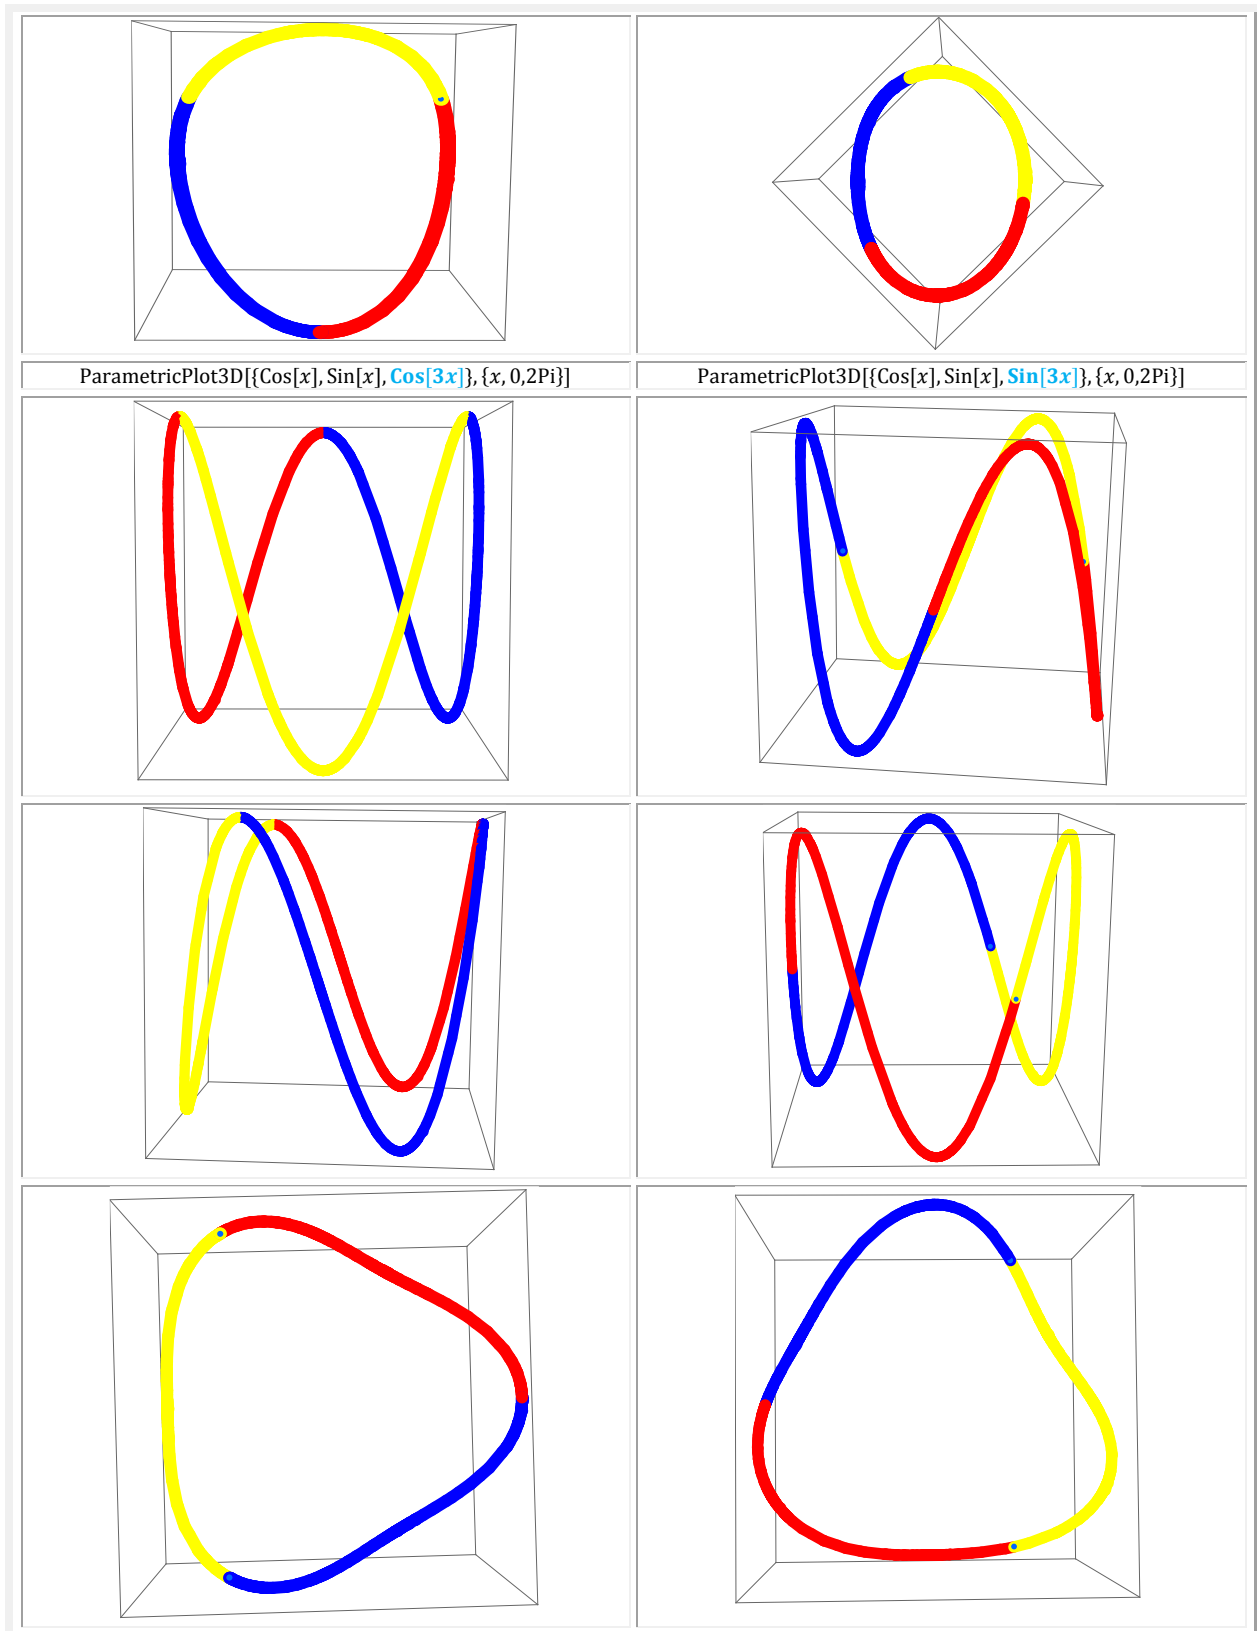 ParametricPlot3D[{Cos[x], Sin[x], Cos[3x]}, {x, 0,2Pi}]
ParametricPlot3D[{Cos[x], Sin[x], Sin[3x]}, {x, 0,2Pi}]